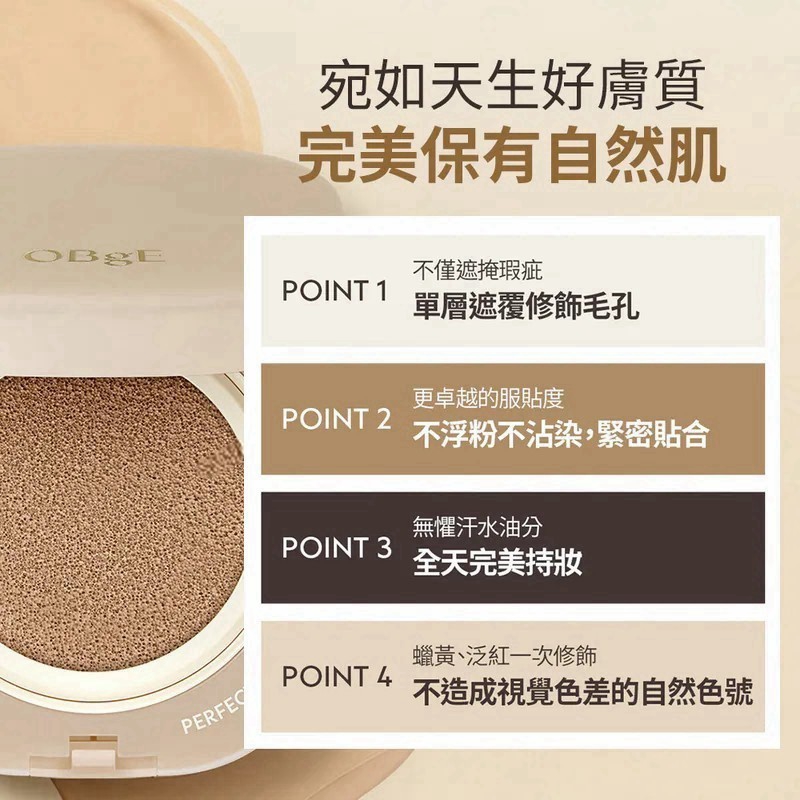 宛如天生好膚質
完美保有自然肌
OBgE
POINT 1
不僅遮掩瑕疵
單層遮覆修飾毛孔
POINT 2
更卓越的服貼度
不浮粉不沾染，緊密貼合
POINT 3
無懼汗水油分
全天完美持妝
POINT 4
蠟黃、泛紅一次修飾
不造成視覺色差的自然色號
PERFEC